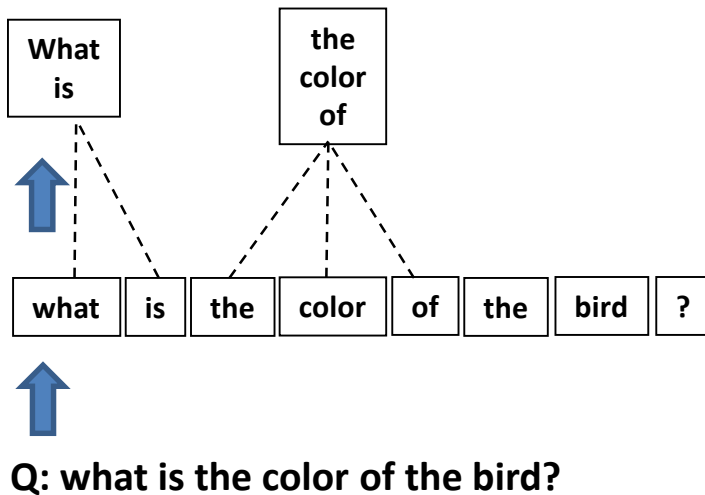 What
is
the
color
of
what is the color of the bird ?
Q: what is the color of the bird?